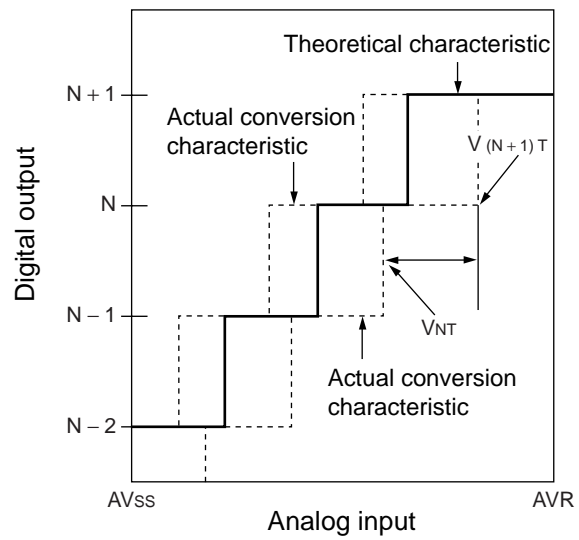 Theoretical characteristic
N + 1
Actual conversion
characteristic
V (N + 1) T
N
Digital output
N – 1
VNT
Actual conversion
characteristic
N – 2
AVss
AVR
Analog input